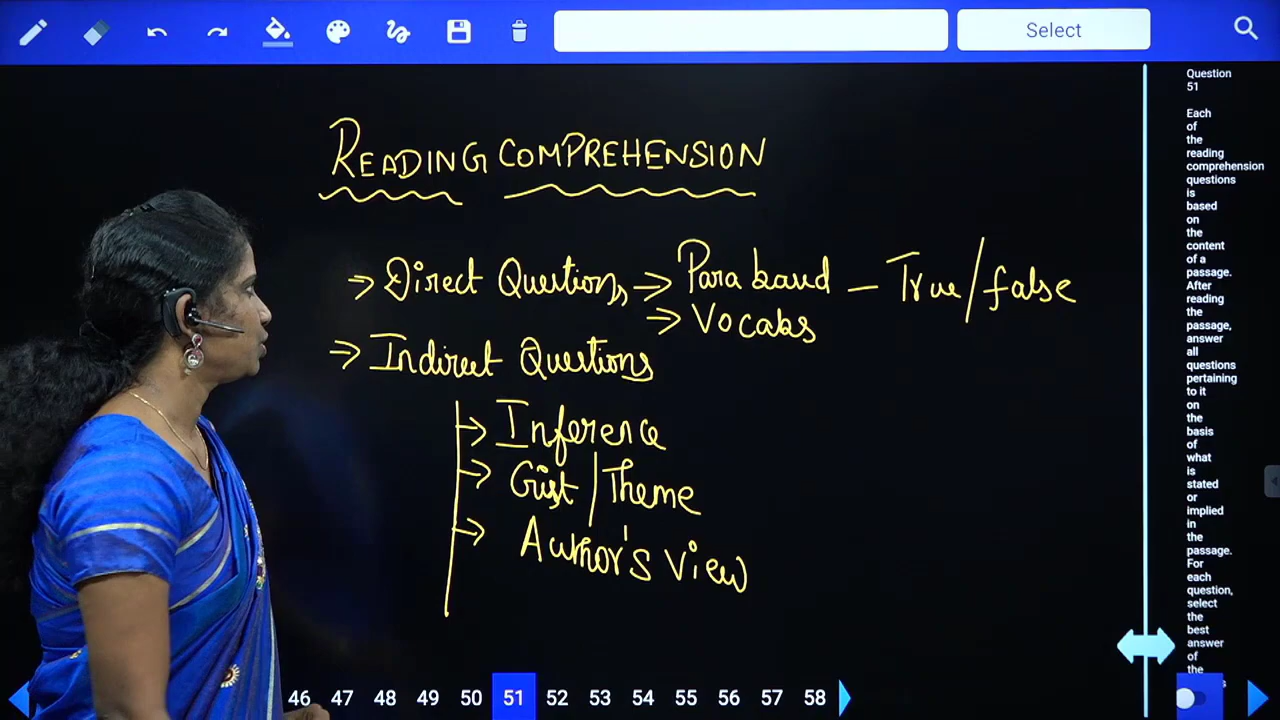 Select
READING COMPREHENSION
→ Direct Questions → Para based – True/false
→ Vocabs
→ Indirect Questions
→ Inference
→ Gist/Theme
→ Author's View
46 47 48 49 50 51 52 53 54 55 56 57 58
Question
51
Each
of
the
reading
comprehension
questions
is
based
on
the
content
of a
passage.
After
reading
the
passage,
answer
all
questions
pertaining
to it
on
the
basis
of
what
is
stated
or
implied
in
the
passage.
For
each
question,
select
the
best
answer
of
the